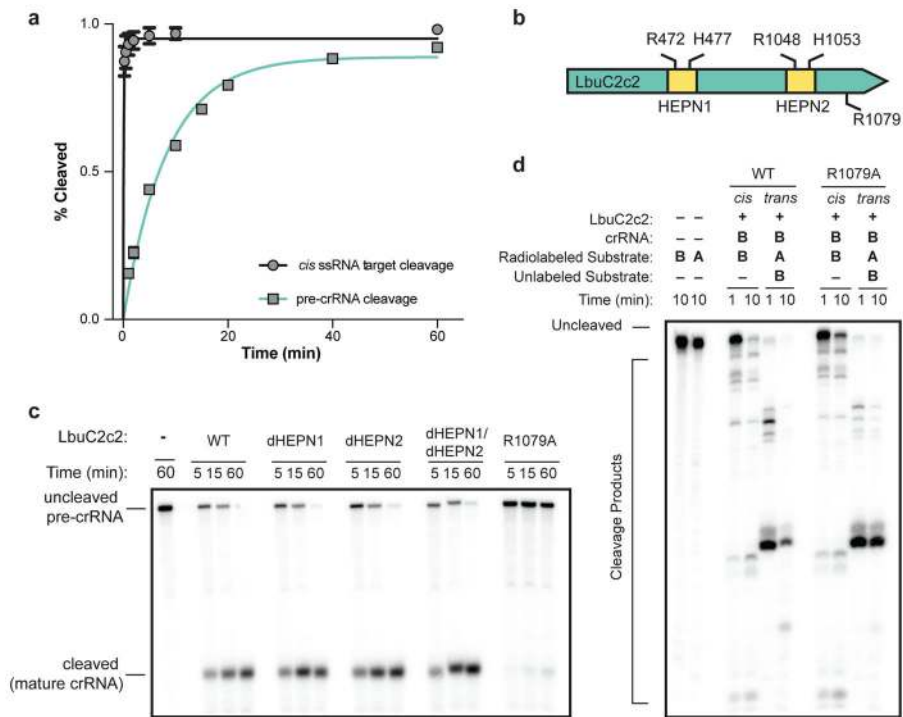 a
% Cleaved
1.0
0.5
0.0
0
20
40
60
Time (min)
cis ssRNA target cleavage
pre-crRNA cleavage
b
R472 H477 R1048 H1053
LbuC2c2
HEPN1 HEPN2
R1079
c
LbuC2c2: - WT dHEPN1 dHEPN2 dHEPN1/
dHEPN2 R1079A
Time (min): 60 5 15 60 5 15 60 5 15 60 5 15 60 5 15 60
uncleaved
pre-crRNA
cleaved
(mature crRNA)
d
WT R1079A
cis trans cis trans
LbuC2c2: – – + + + +
crRNA: – – B B B B
Radiolabeled Substrate: B A B A B A
Unlabeled Substrate: – – – B – B
Time (min): 10 10 1 10 1 10 1 10 1 10
Uncleaved
Cleavage Products